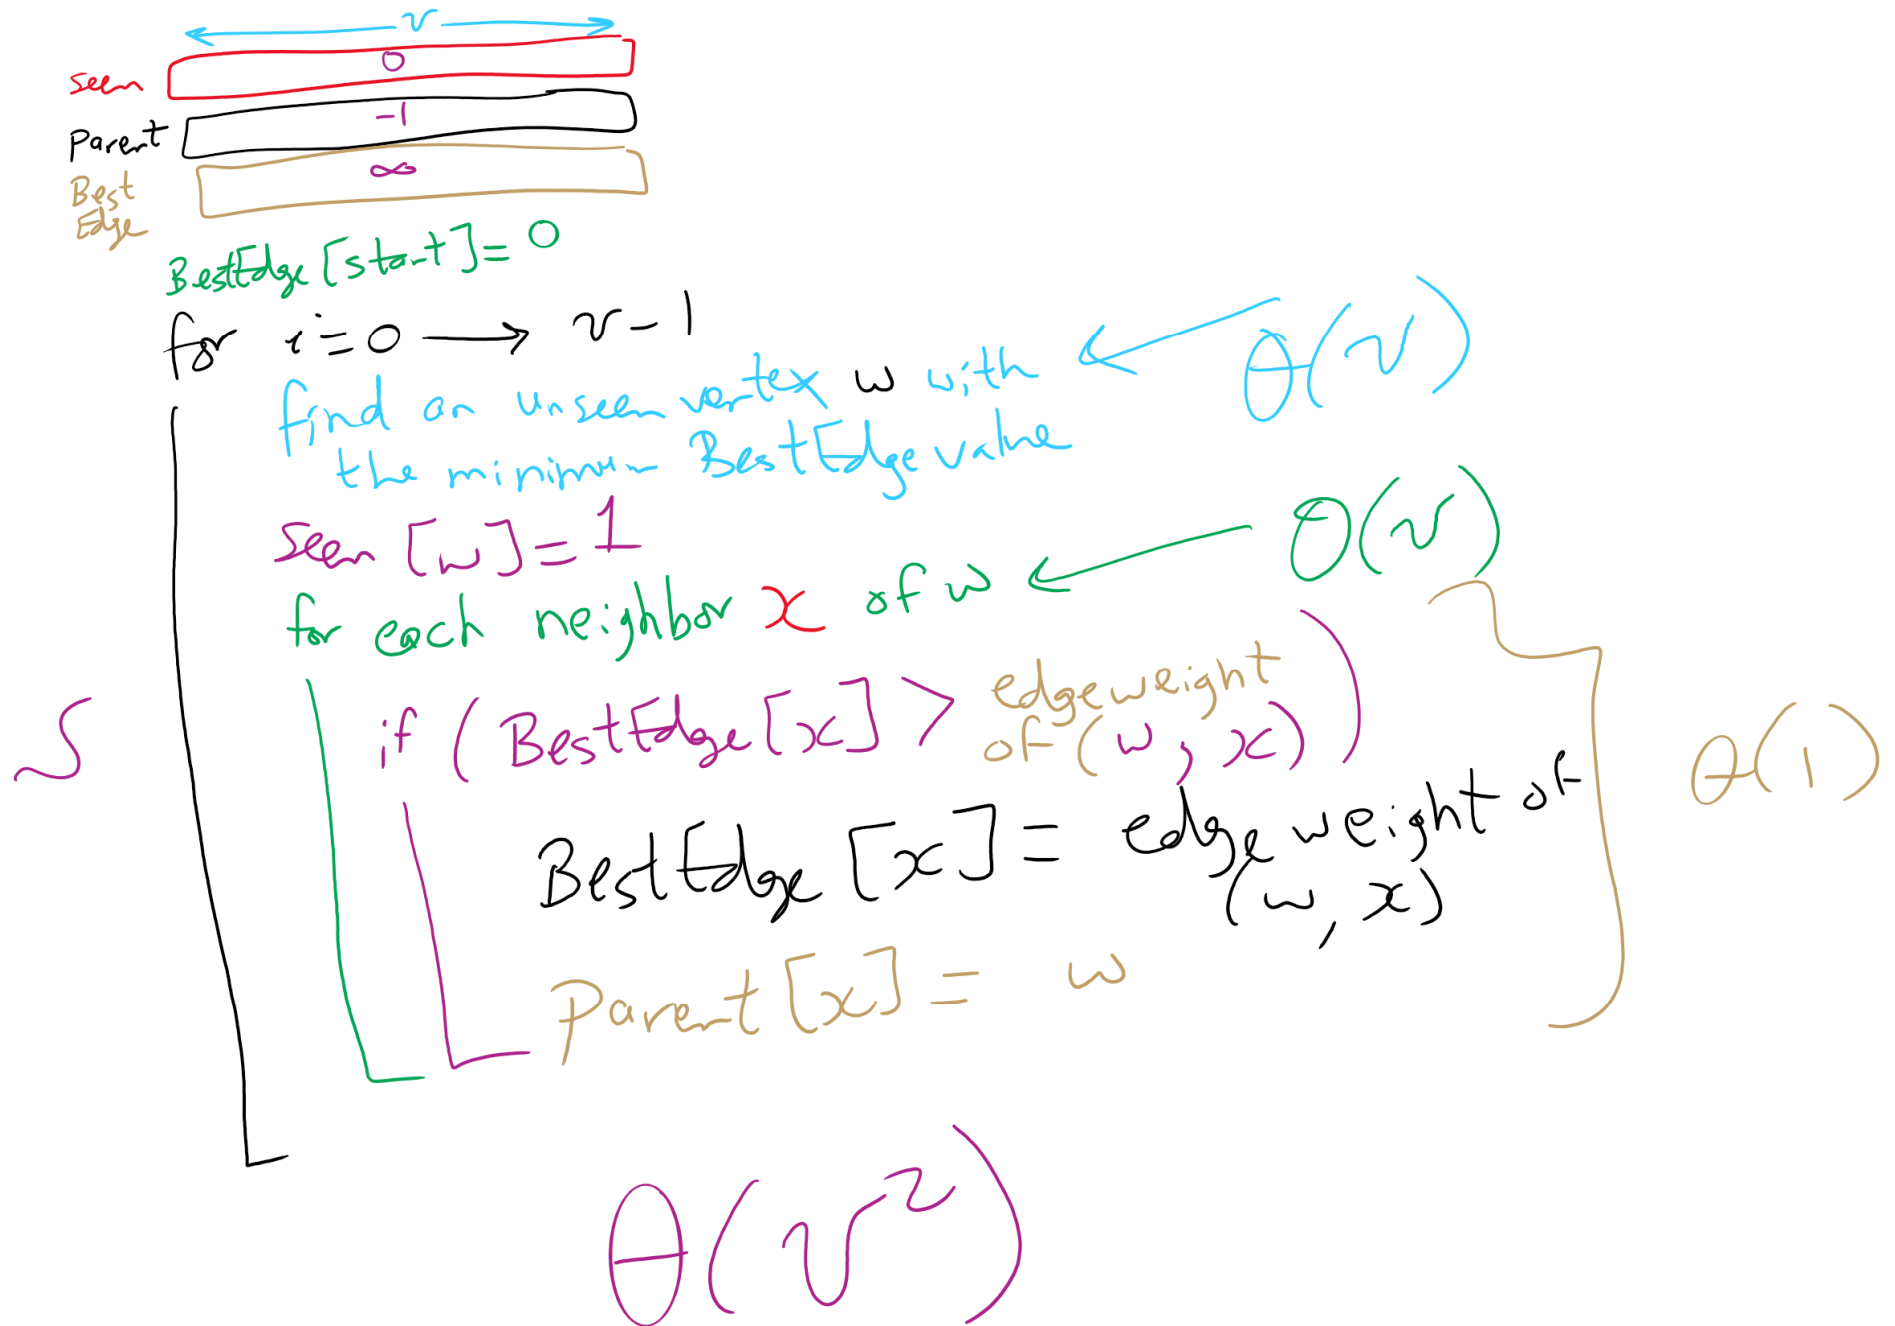 v
seen 0
Parent -1
Best ∞
Edge
BestEdge[start]= 0
for i=0 → v-1
find an unseen vertex w with ← θ(v)
the minimum BestEdge value
seen [w]= 1
for each neighbor x of w ← O(v)
if (BestEdge[x] > edgeweight
of (w, x))
BestEdge [x] = edge weight of
(w, x)
Parent [x] = w
θ(1)
θ(v²)